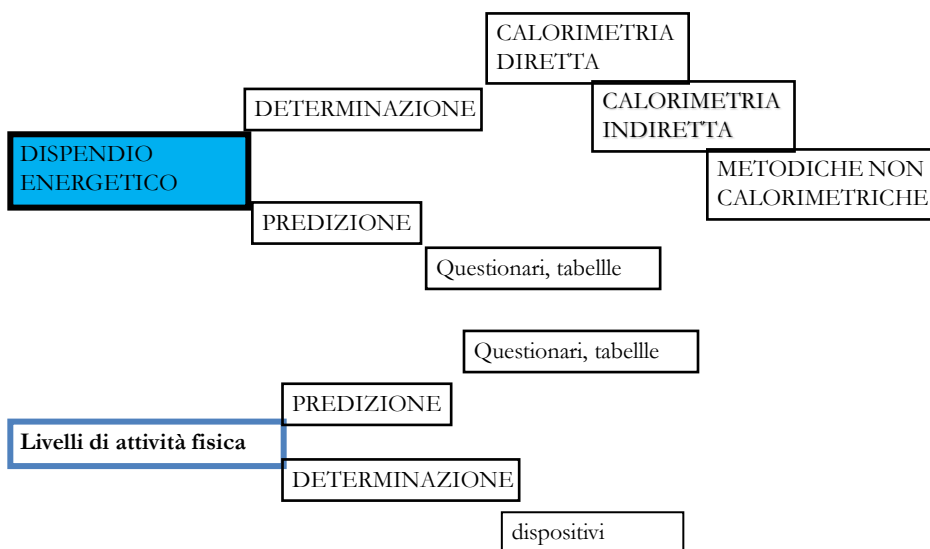 CALORIMETRIA
DIRETTA
DETERMINAZIONE
CALORIMETRIA
INDIRETTA
DISPENDIO
ENERGETICO
METODICHE NON
CALORIMETRICHE
PREDIZIONE
Questionari, tabellle
Questionari, tabellle
PREDIZIONE
Livelli di attività fisica
DETERMINAZIONE
dispositivi